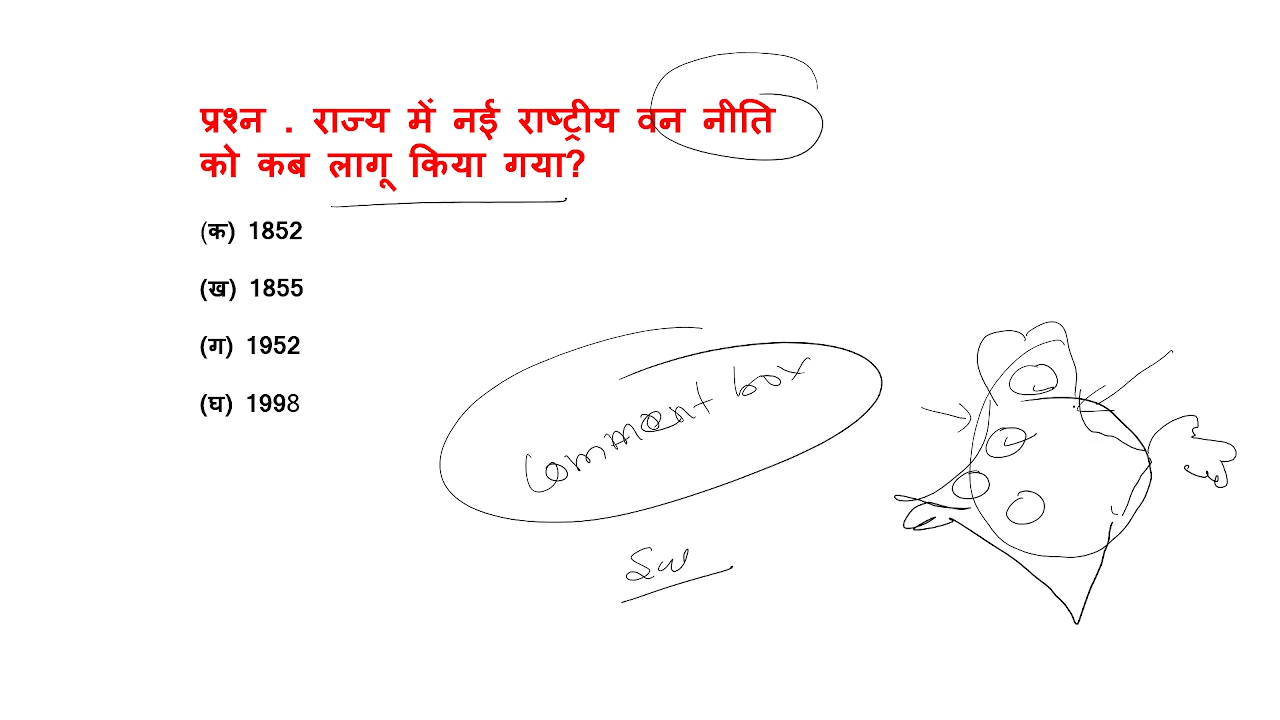 प्रश्न . राज्य में नई राष्ट्रीय वन नीति
को कब लागू किया गया?
(क) 1852
(ख) 1855
(ग) 1952
(घ) 1998
Comment box